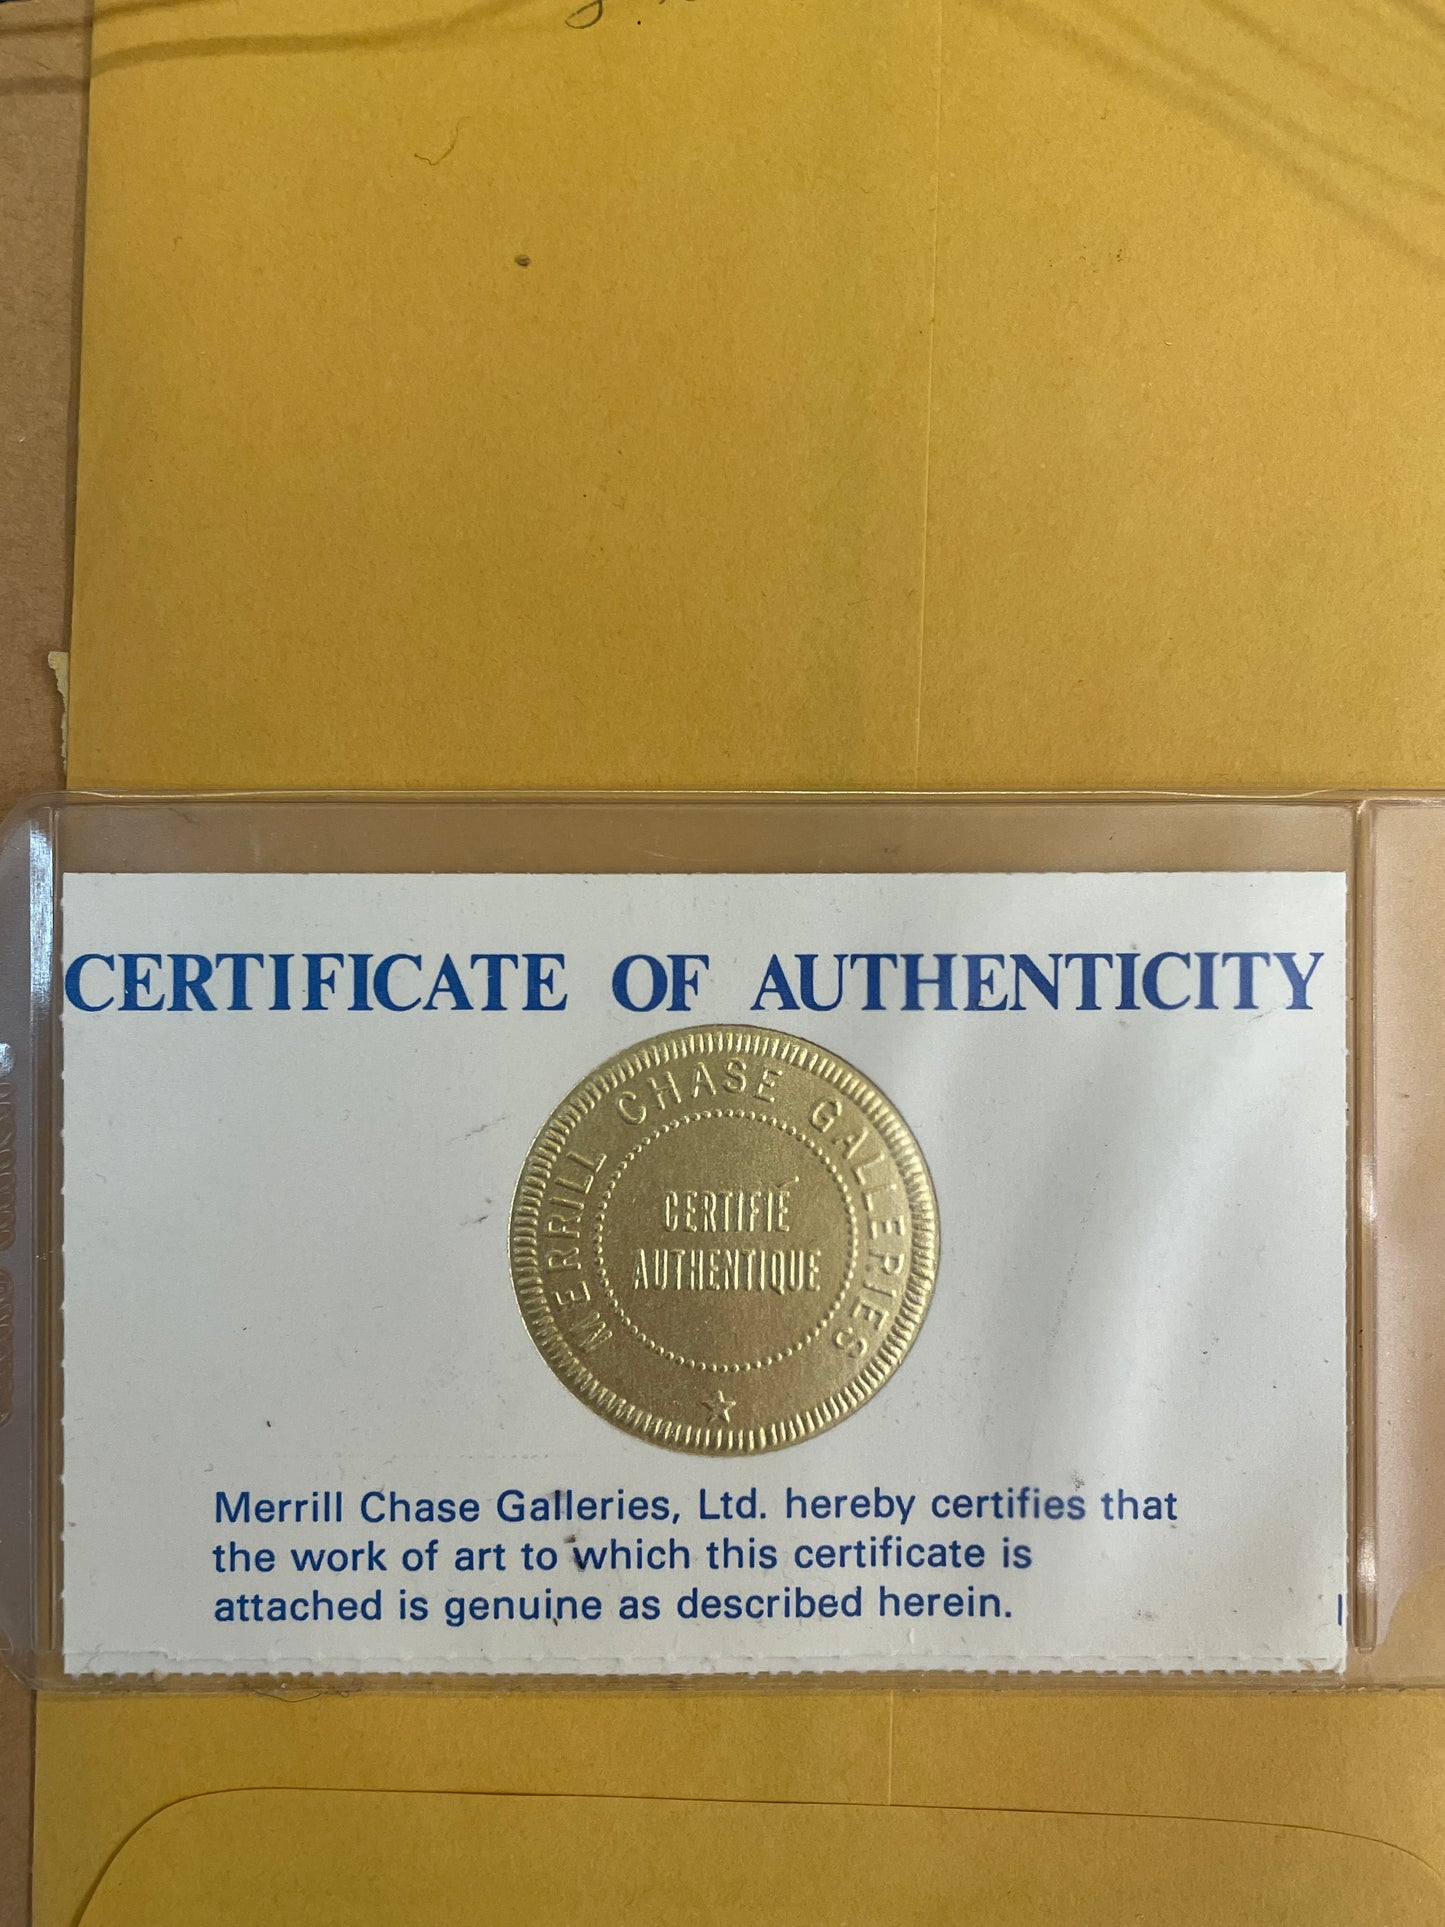 CERTIFICATE OF AUTHENTICITY
MERRILL CHASE GALLERIES
CERTIFIÉ
AUTHENTIQUE
Merrill Chase Galleries, Ltd. hereby certifies that
the work of art to which this certificate is
attached is genuine as described herein.